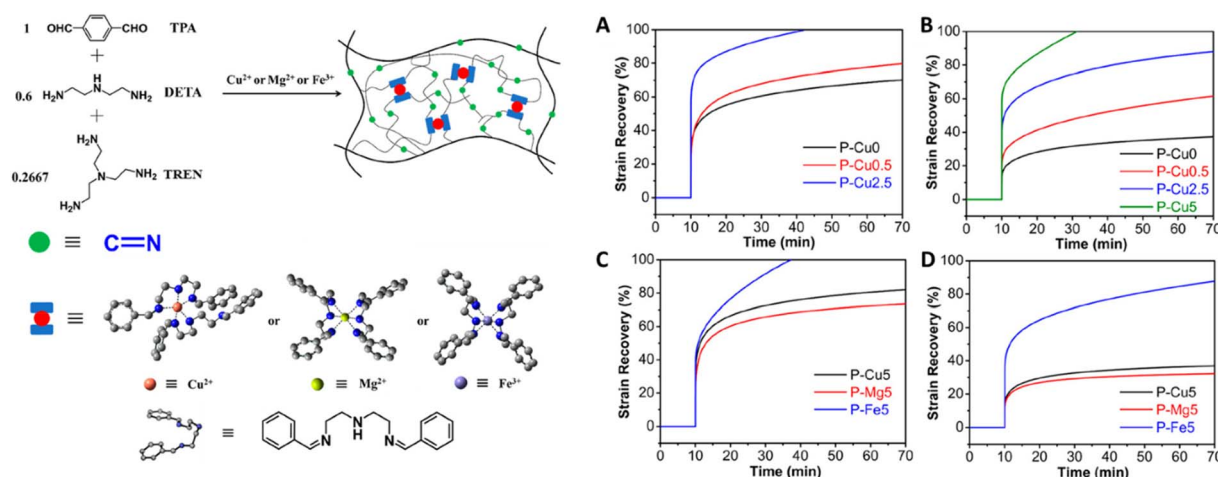 1 OHC CHO TPA
+
0.6 H2N H N NH2 DETA
+
NH2
0.2667 N NH2 TREN
H2N
Cu²⁺ or Mg²⁺ or Fe³⁺
≡ C=N
≡ or or
≡ Cu²⁺ ≡ Mg²⁺ ≡ Fe³⁺
≡ N H N N
A
Strain Recovery (%)
100
80
60
40
20
0
P-Cu0
P-Cu0.5
P-Cu2.5
0 10 20 30 40 50 60 70
Time (min)
B
Strain Recovery (%)
100
80
60
40
20
0
P-Cu0
P-Cu0.5
P-Cu2.5
P-Cu5
0 10 20 30 40 50 60 70
Time (min)
C
Strain Recovery (%)
100
80
60
40
20
0
P-Cu5
P-Mg5
P-Fe5
0 10 20 30 40 50 60 70
Time (min)
D
Strain Recovery (%)
100
80
60
40
20
0
P-Cu5
P-Mg5
P-Fe5
0 10 20 30 40 50 60 70
Time (min)